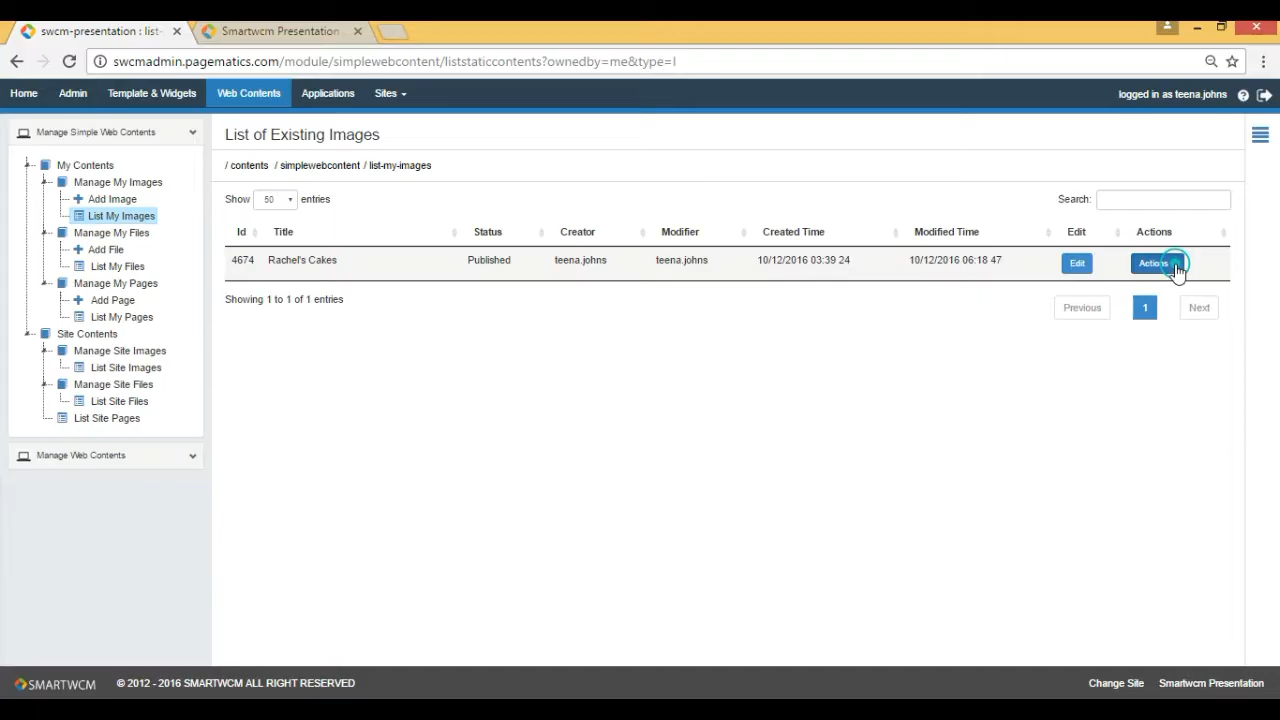 swcm-presentation : list-
Smartwcm Presentation
swcmadmin.pagematics.com/module/simplewebcontent/liststaticcontents?ownedby=me&type=I
Home Admin Template & Widgets Web Contents Applications Sites logged in as teena.johns
Manage Simple Web Contents
My Contents
Manage My Images
Add Image
List My Images
Manage My Files
Add File
List My Files
Manage My Pages
Add Page
List My Pages
Site Contents
Manage Site Images
List Site Images
Manage Site Files
List Site Files
List Site Pages
Manage Web Contents
List of Existing Images
/ contents / simplewebcontent / list-my-images
Show 50 entries Search:
Id Title Status Creator Modifier Created Time Modified Time Edit Actions
4674 Rachel's Cakes Published teena.johns teena.johns 10/12/2016 03:39 24 10/12/2016 06:18 47 Edit Actions
Showing 1 to 1 of 1 entries Previous 1 Next
SMARTWCM © 2012 - 2016 SMARTWCM ALL RIGHT RESERVED Change Site Smartwcm Presentation